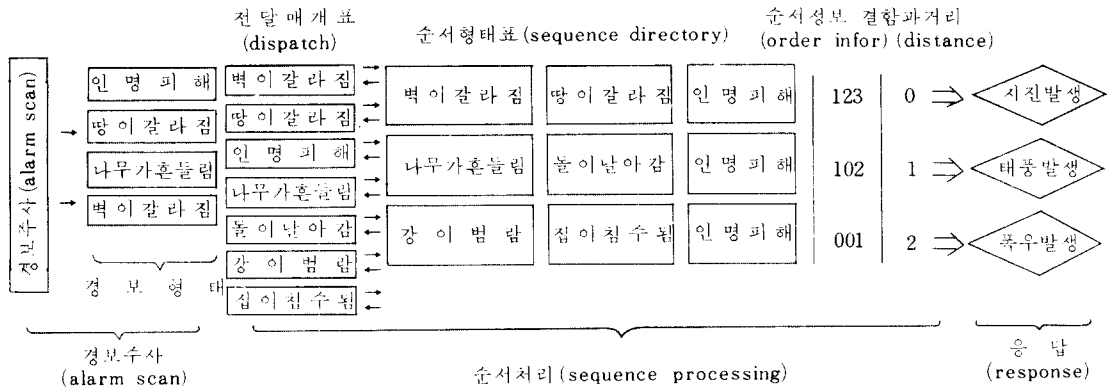 전달매개표
(dispatch)
순서형태표(sequence directory)
순서정보 결합과거리
(order infor) (distance)
경보수사(alarm scan)
인명피해
땅이갈라짐
나무가흔들림
벽이갈라짐
경보형태
벽이갈라짐
땅이갈라짐
인명피해
나무가흔들림
돌이날아감
강이범람
집이침수됨
벽이갈라짐 땅이갈라짐 인명피해 123 0 지진발생
나무가흔들림 돌이날아감 인명피해 102 1 태풍발생
강이범람 집이침수됨 인명피해 001 2 폭우발생
경보수사
(alarm scan)
순서처리(sequence processing)
응답
(response)